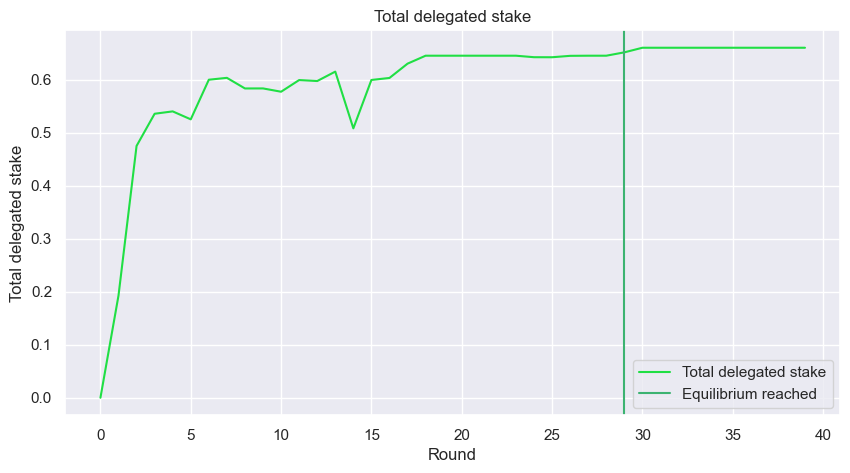 Total delegated stake
Total delegated stake
0.6
0.5
0.4
0.3
0.2
0.1
0.0
0 5 10 15 20 25 30 35 40
Round
Total delegated stake
Equilibrium reached